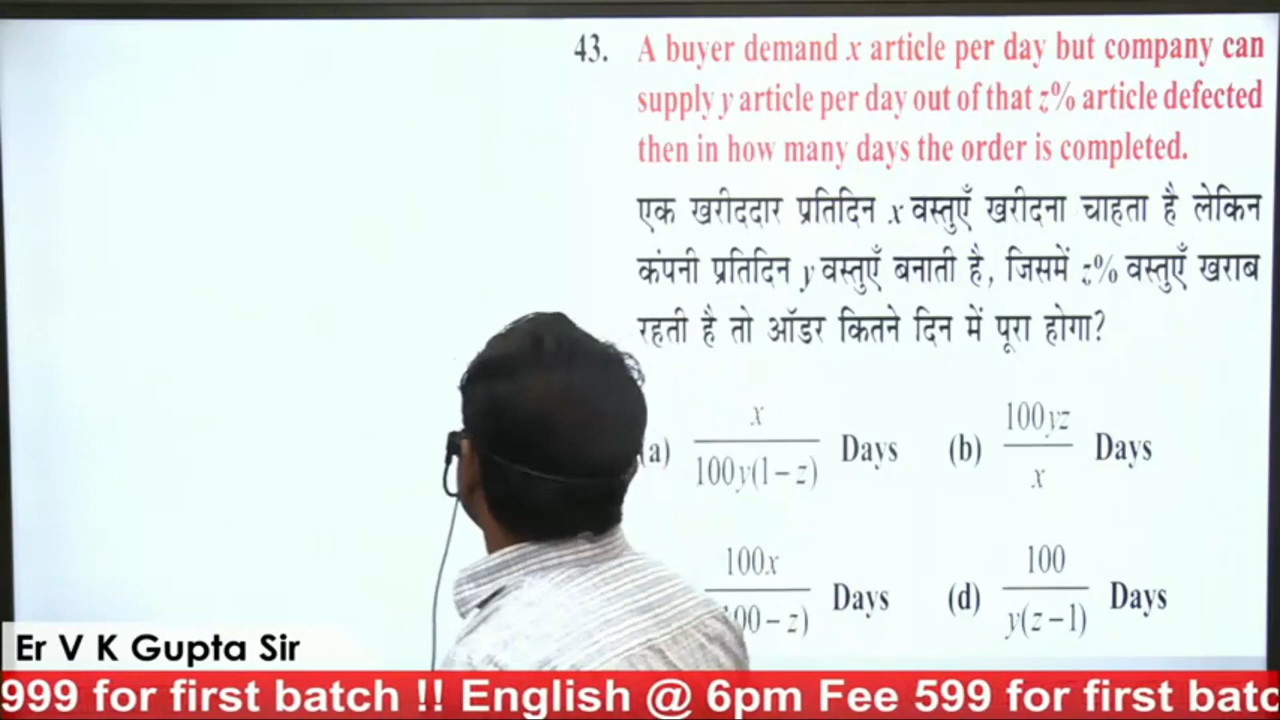 43. A buyer demand x article per day but company can
supply y article per day out of that z% article defected
then in how many days the order is completed.
एक खरीददार प्रतिदिन x वस्तुएँ खरीदना चाहता है लेकिन
कंपनी प्रतिदिन y वस्तुएँ बनाती है, जिसमें z% वस्तुएँ खराब
रहती है तो ऑडर कितने दिन में पूरा होगा?
(a) x / 100y(1−z) Days (b) 100yz / x Days
100x / 00−z) Days (d) 100 / y(z−1) Days
Er V K Gupta Sir
999 for first batch !! English @ 6pm Fee 599 for first batc